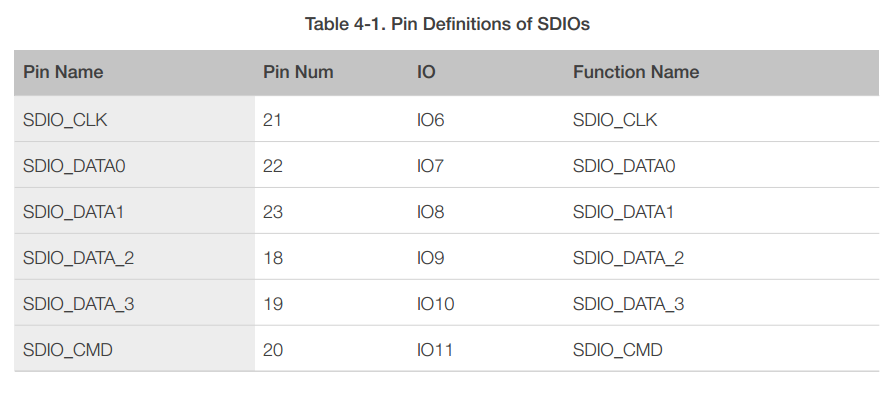 Table 4-1. Pin Definitions of SDIOs
Pin Name Pin Num IO Function Name
SDIO_CLK 21 IO6 SDIO_CLK
SDIO_DATA0 22 IO7 SDIO_DATA0
SDIO_DATA1 23 IO8 SDIO_DATA1
SDIO_DATA_2 18 IO9 SDIO_DATA_2
SDIO_DATA_3 19 IO10 SDIO_DATA_3
SDIO_CMD 20 IO11 SDIO_CMD